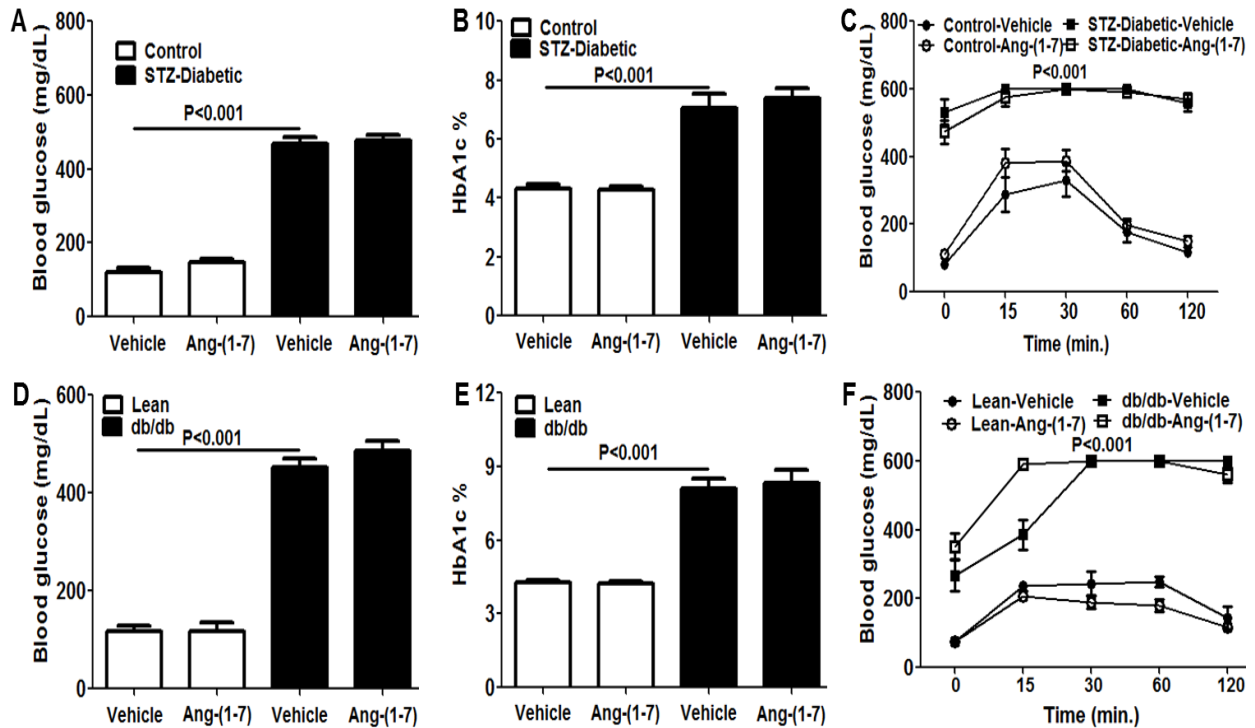 A
Blood glucose (mg/dL)
800
600
400
200
0
Control
STZ-Diabetic
P<0.001
Vehicle Ang-(1-7) Vehicle Ang-(1-7)
B
HbA1c %
10
8
6
4
2
0
Control
STZ-Diabetic
P<0.001
Vehicle Ang-(1-7) Vehicle Ang-(1-7)
C
Blood glucose (mg/dL)
800
600
400
200
0
Control-Vehicle STZ-Diabetic-Vehicle
Control-Ang-(1-7) STZ-Diabetic-Ang-(1-7)
P<0.001
0 15 30 60 120
Time (min.)
D
Blood glucose (mg/dL)
600
400
200
0
Lean
db/db
P<0.001
Vehicle Ang-(1-7) Vehicle Ang-(1-7)
E
HbA1c %
12
9
6
3
0
Lean
db/db
P<0.001
Vehicle Ang-(1-7) Vehicle Ang-(1-7)
F
Blood glucose (mg/dL)
800
600
400
200
0
Lean-Vehicle db/db-Vehicle
Lean-Ang-(1-7) db/db-Ang-(1-7)
P<0.001
0 15 30 60 120
Time (min.)